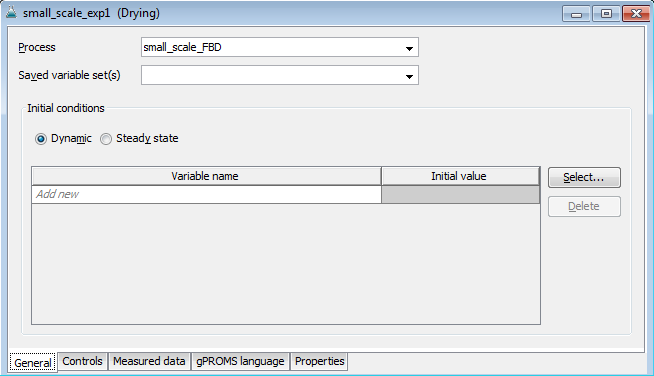 small_scale_exp1 (Drying)
Process small_scale_FBD
Saved variable set(s)
Initial conditions
Dynamic Steady state
Variable name Initial value Select...
Add new
Delete
General Controls Measured data gPROMS language Properties